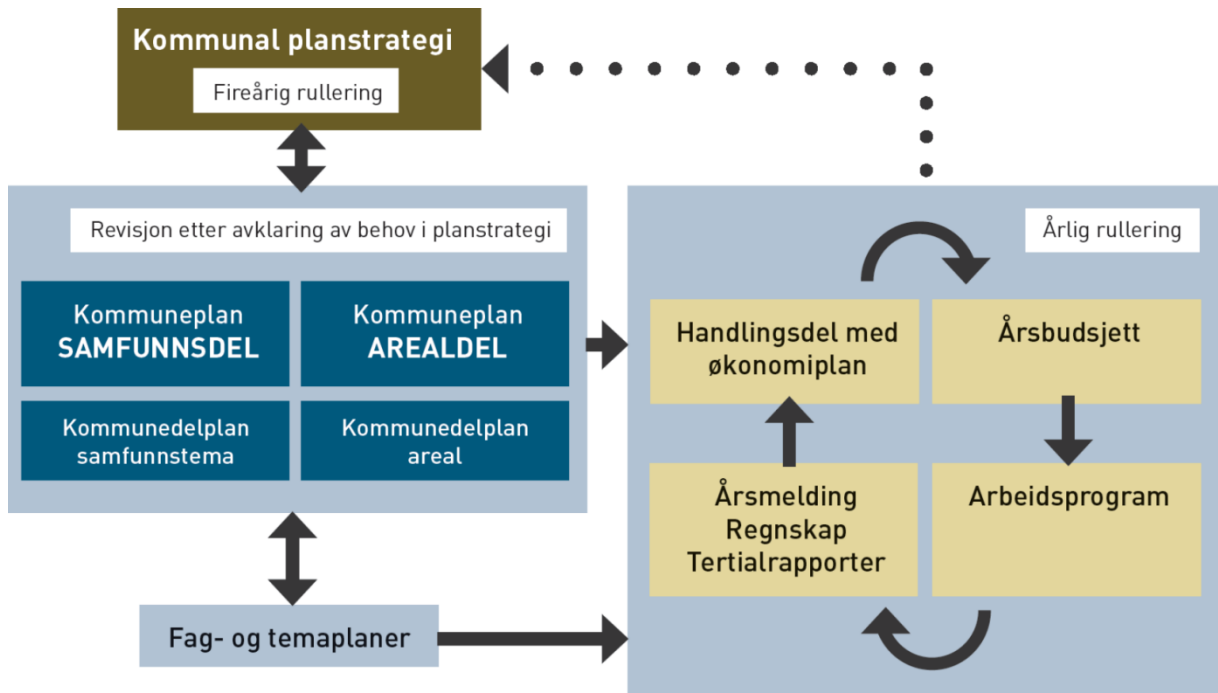 Kommunal planstrategi
Fireårig rullering
Revisjon etter avklaring av behov i planstrategi
Kommuneplan
SAMFUNNSDEL
Kommuneplan
AREALDEL
Kommunedelplan
samfunnstema
Kommunedelplan
areal
Fag- og temaplaner
Årlig rullering
Handlingsdel med
økonomiplan
Årsbudsjett
Årsmelding
Regnskap
Tertialrapporter
Arbeidsprogram